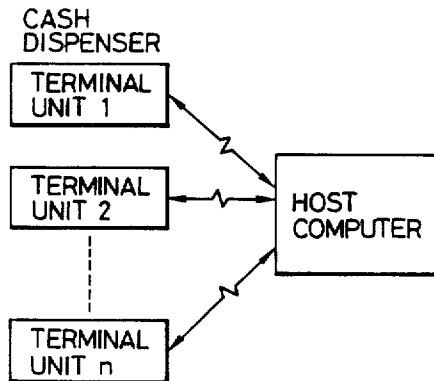 CASH
DISPENSER
TERMINAL
UNIT 1
TERMINAL
UNIT 2
TERMINAL
UNIT n
HOST
COMPUTER